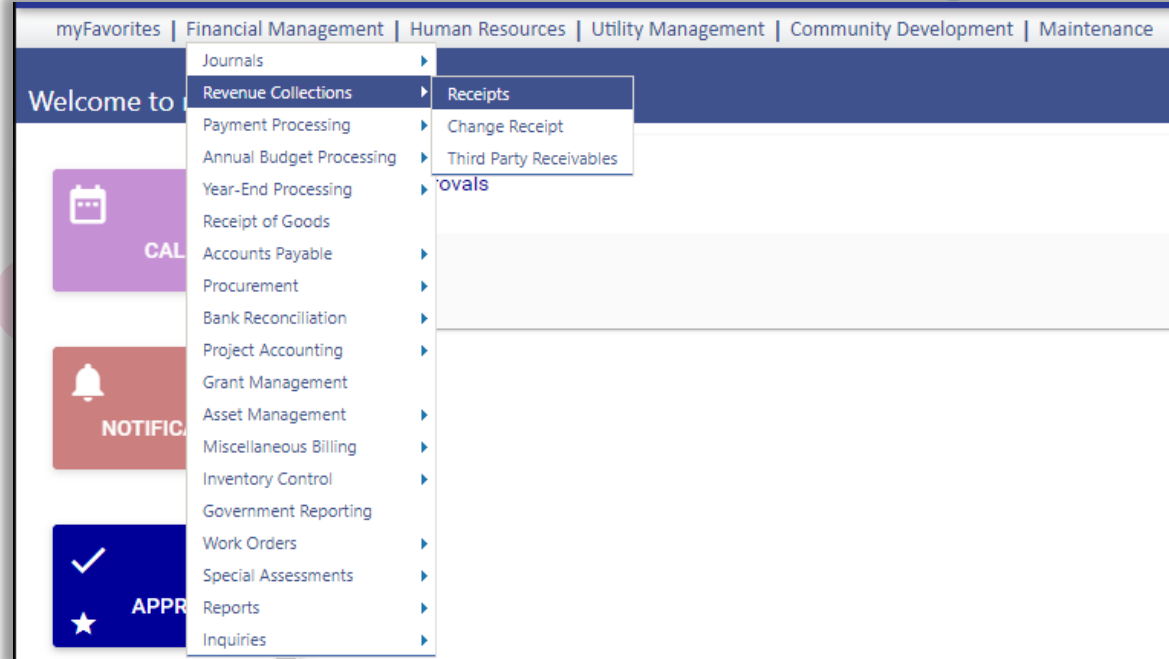 myFavorites | Financial Management | Human Resources | Utility Management | Community Development | Maintenance
Welcome to
Journals
Revenue Collections
Payment Processing
Annual Budget Processing
Year-End Processing
Receipt of Goods
Accounts Payable
Procurement
Bank Reconciliation
Project Accounting
Grant Management
Asset Management
Miscellaneous Billing
Inventory Control
Government Reporting
Work Orders
Special Assessments
Reports
Inquiries
Receipts
Change Receipt
Third Party Receivables
rovals
CAL
NOTIFICA
APPR